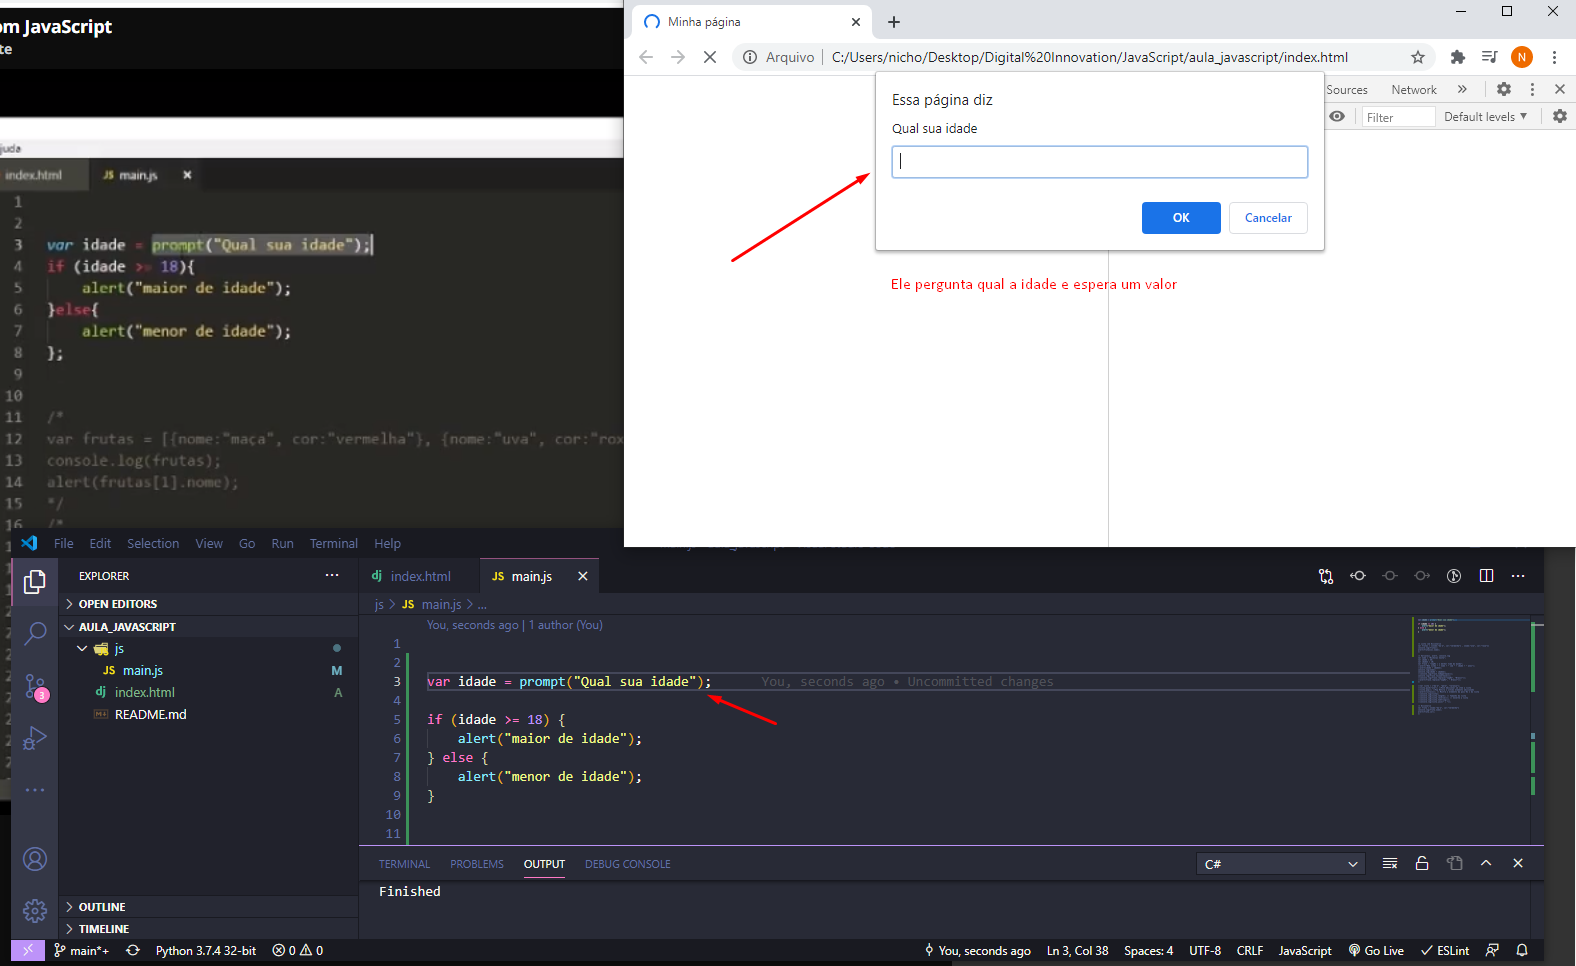 om JavaScript
te
juda
index.html
JS main.js ×
1
2
3 var idade = prompt("Qual sua idade");
4 if (idade >= 18){
5 alert("maior de idade");
6 }else{
7 alert("menor de idade");
8 };
9
10
11 /*
12 var frutas = [{nome:"maça", cor:"vermelha"}, {nome:"uva", cor:"rox
13 console.log(frutas);
14 alert(frutas[1].nome);
15 */
16 /*
Minha página
Arquivo | C:/Users/nicho/Desktop/Digital%20Innovation/JavaScript/aula_javascript/index.html
N
Sources Network »
Filter Default levels ▼
Essa página diz
Qual sua idade
OK Cancelar
Ele pergunta qual a idade e espera um valor
File Edit Selection View Go Run Terminal Help
EXPLORER ...
OPEN EDITORS
AULA_JAVASCRIPT
js
JS main.js M
dj index.html A
README.md
3
OUTLINE
TIMELINE
dj index.html JS main.js ×
js > JS main.js > ...
You, seconds ago | 1 author (You)
1
2
3 var idade = prompt("Qual sua idade"); You, seconds ago • Uncommitted changes
4
5 if (idade >= 18) {
6 alert("maior de idade");
7 } else {
8 alert("menor de idade");
9 }
10
11
TERMINAL PROBLEMS OUTPUT DEBUG CONSOLE C#
Finished
main*+ Python 3.7.4 32-bit 0 0 You, seconds ago Ln 3, Col 38 Spaces: 4 UTF-8 CRLF JavaScript Go Live ESLint